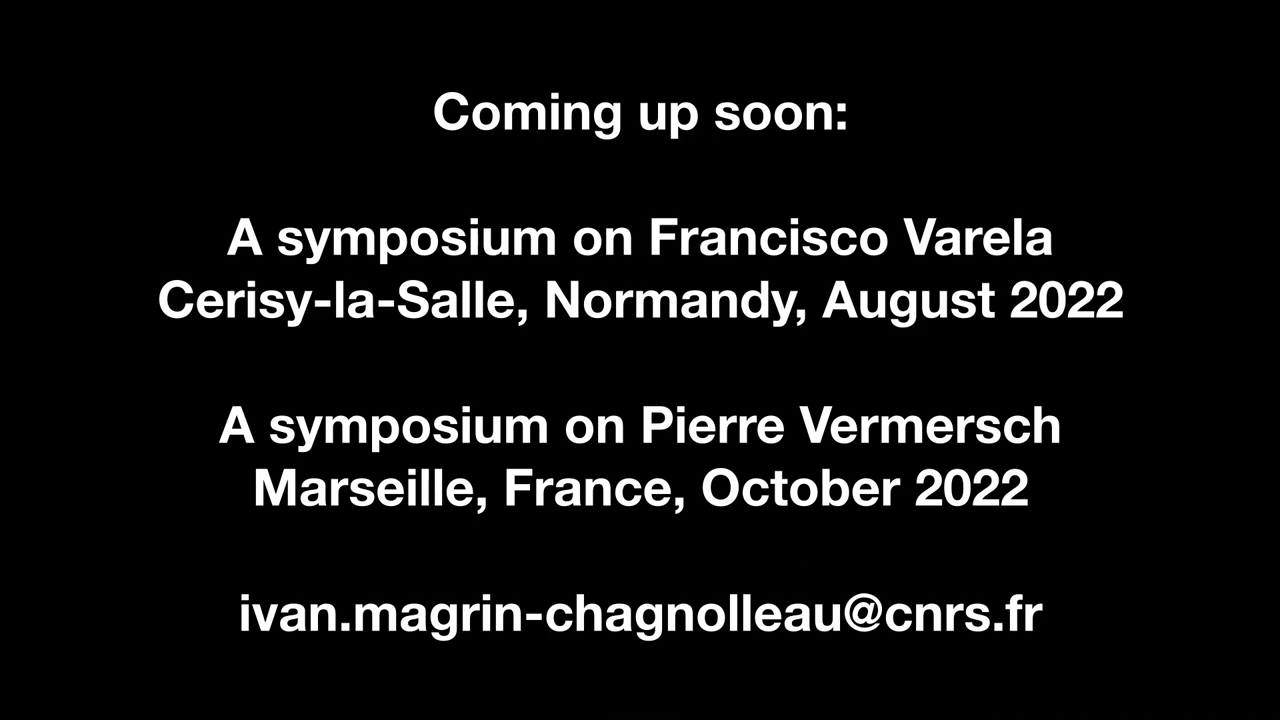 Coming up soon:
A symposium on Francisco Varela
Cerisy-la-Salle, Normandy, August 2022
A symposium on Pierre Vermersch
Marseille, France, October 2022
ivan.magrin-chagnolleau@cnrs.fr